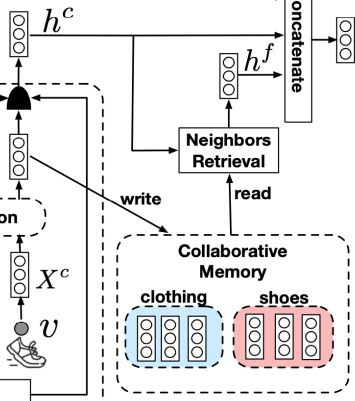 h^c
h^f
oncatenate
Neighbors
Retrieval
on
write
read
X^c
Collaborative
Memory
v
clothing
shoes